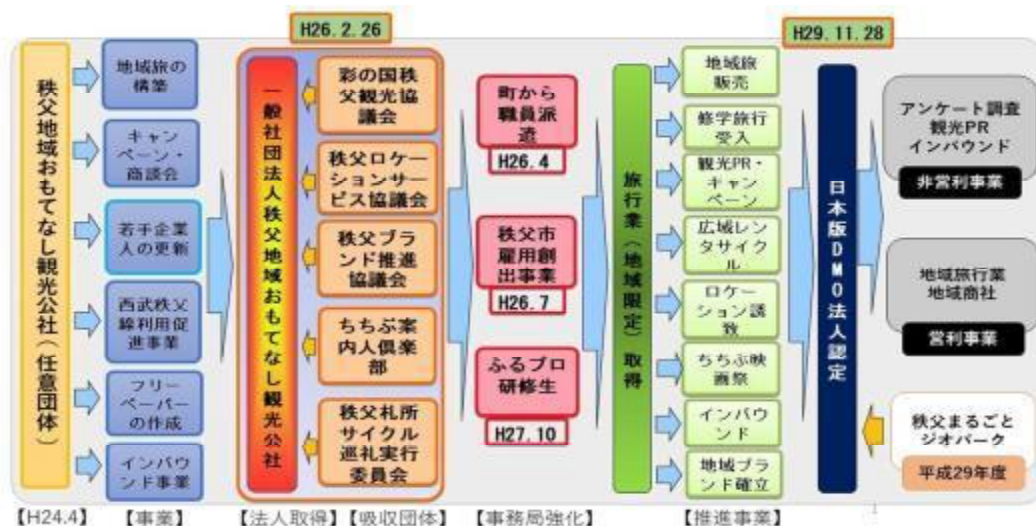 H26.2.26
H29.11.28
秩父地域おもてなし観光公社(任意団体)
地域旅の
構築
キャン
ペーン・
商談会
若手企業
人の更新
西武秩父
線利用促
進事業
フリー
ペーパー
の作成
インバウ
ンド事業
一般社団法人秩父地域おもてなし観光公社
彩の国秩
父観光協
議会
秩父ロケー
ションサー
ビス協議会
秩父ブラ
ンド推進
協議会
ちちぶ案
内人倶楽
部
秩父札所
サイクル
巡礼実行
委員会
町から
職員派
遣
H26.4
秩父市
雇用創
出事業
H26.7
ふるプロ
研修生
H27.10
旅行業(地域限定)取得
地域旅
販売
修学旅行
受入
観光PR・
キャン
ペーン
広域レン
タサイクル
ロケー
ション誘
致
ちちぶ映
画祭
インバウ
ンド
地域ブラ
ンド確立
日本版DMO法人認定
アンケート調査
観光PR
インバウンド
非営利事業
地域旅行業
地域商社
営利事業
秩父まるごと
ジオパーク
平成29年度
【H24.4】
【事業】
【法人取得】
【吸収団体】
【事務局強化】
【推進事業】
1